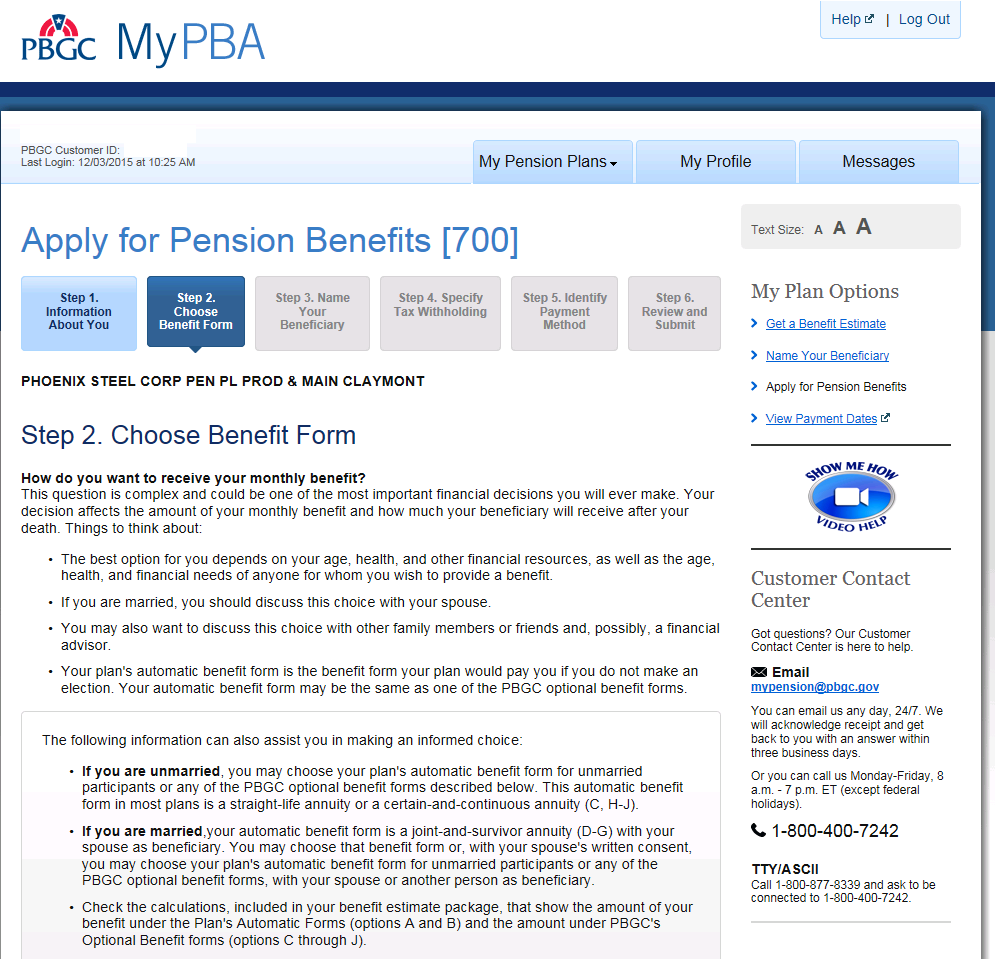 PBGC MyPBA
Help | Log Out
PBGC Customer ID:
Last Login: 12/03/2015 at 10:25 AM
My Pension Plans
My Profile
Messages
Apply for Pension Benefits [700]
Step 1.
Information
About You
Step 2.
Choose
Benefit Form
Step 3. Name
Your
Beneficiary
Step 4. Specify
Tax Withholding
Step 5. Identify
Payment
Method
Step 6.
Review and
Submit
PHOENIX STEEL CORP PEN PL PROD & MAIN CLAYMONT
Step 2. Choose Benefit Form
How do you want to receive your monthly benefit?
This question is complex and could be one of the most important financial decisions you will ever make. Your
decision affects the amount of your monthly benefit and how much your beneficiary will receive after your
death. Things to think about:
• The best option for you depends on your age, health, and other financial resources, as well as the age,
health, and financial needs of anyone for whom you wish to provide a benefit.
• If you are married, you should discuss this choice with your spouse.
• You may also want to discuss this choice with other family members or friends and, possibly, a financial
advisor.
• Your plan's automatic benefit form is the benefit form your plan would pay you if you do not make an
election. Your automatic benefit form may be the same as one of the PBGC optional benefit forms.
The following information can also assist you in making an informed choice:
• If you are unmarried, you may choose your plan's automatic benefit form for unmarried
participants or any of the PBGC optional benefit forms described below. This automatic benefit
form in most plans is a straight-life annuity or a certain-and-continuous annuity (C, H-J).
• If you are married,your automatic benefit form is a joint-and-survivor annuity (D-G) with your
spouse as beneficiary. You may choose that benefit form or, with your spouse's written consent,
you may choose your plan's automatic benefit form for unmarried participants or any of the
PBGC optional benefit forms, with your spouse or another person as beneficiary.
• Check the calculations, included in your benefit estimate package, that show the amount of your
benefit under the Plan's Automatic Forms (options A and B) and the amount under PBGC's
Optional Benefit forms (options C through J).
Text Size: A A A
My Plan Options
Get a Benefit Estimate
Name Your Beneficiary
Apply for Pension Benefits
View Payment Dates
SHOW ME HOW
VIDEO HELP
Customer Contact
Center
Got questions? Our Customer
Contact Center is here to help.
Email
mypension@pbgc.gov
You can email us any day, 24/7. We
will acknowledge receipt and get
back to you with an answer within
three business days.
Or you can call us Monday-Friday, 8
a.m. - 7 p.m. ET (except federal
holidays).
1-800-400-7242
TTY/ASCII
Call 1-800-877-8339 and ask to be
connected to 1-800-400-7242.